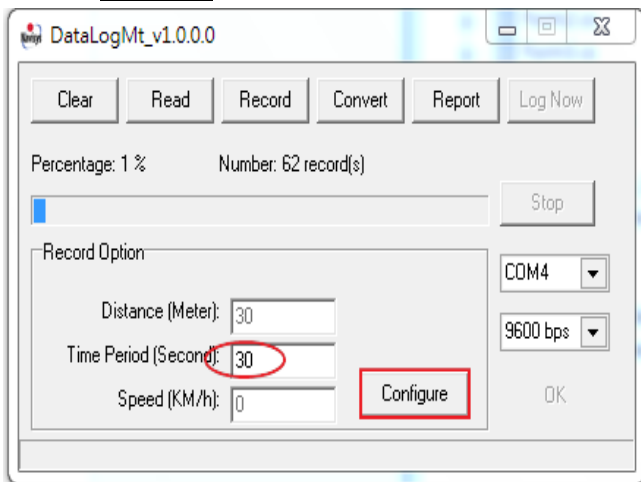 DataLogMt_v1.0.0.0
Clear Read Record Convert Report Log Now
Percentage: 1 % Number: 62 record(s)
Stop
Record Option
COM4
Distance (Meter): 30
9600 bps
Time Period (Second): 30
Speed (KM/h): 0
Configure
OK